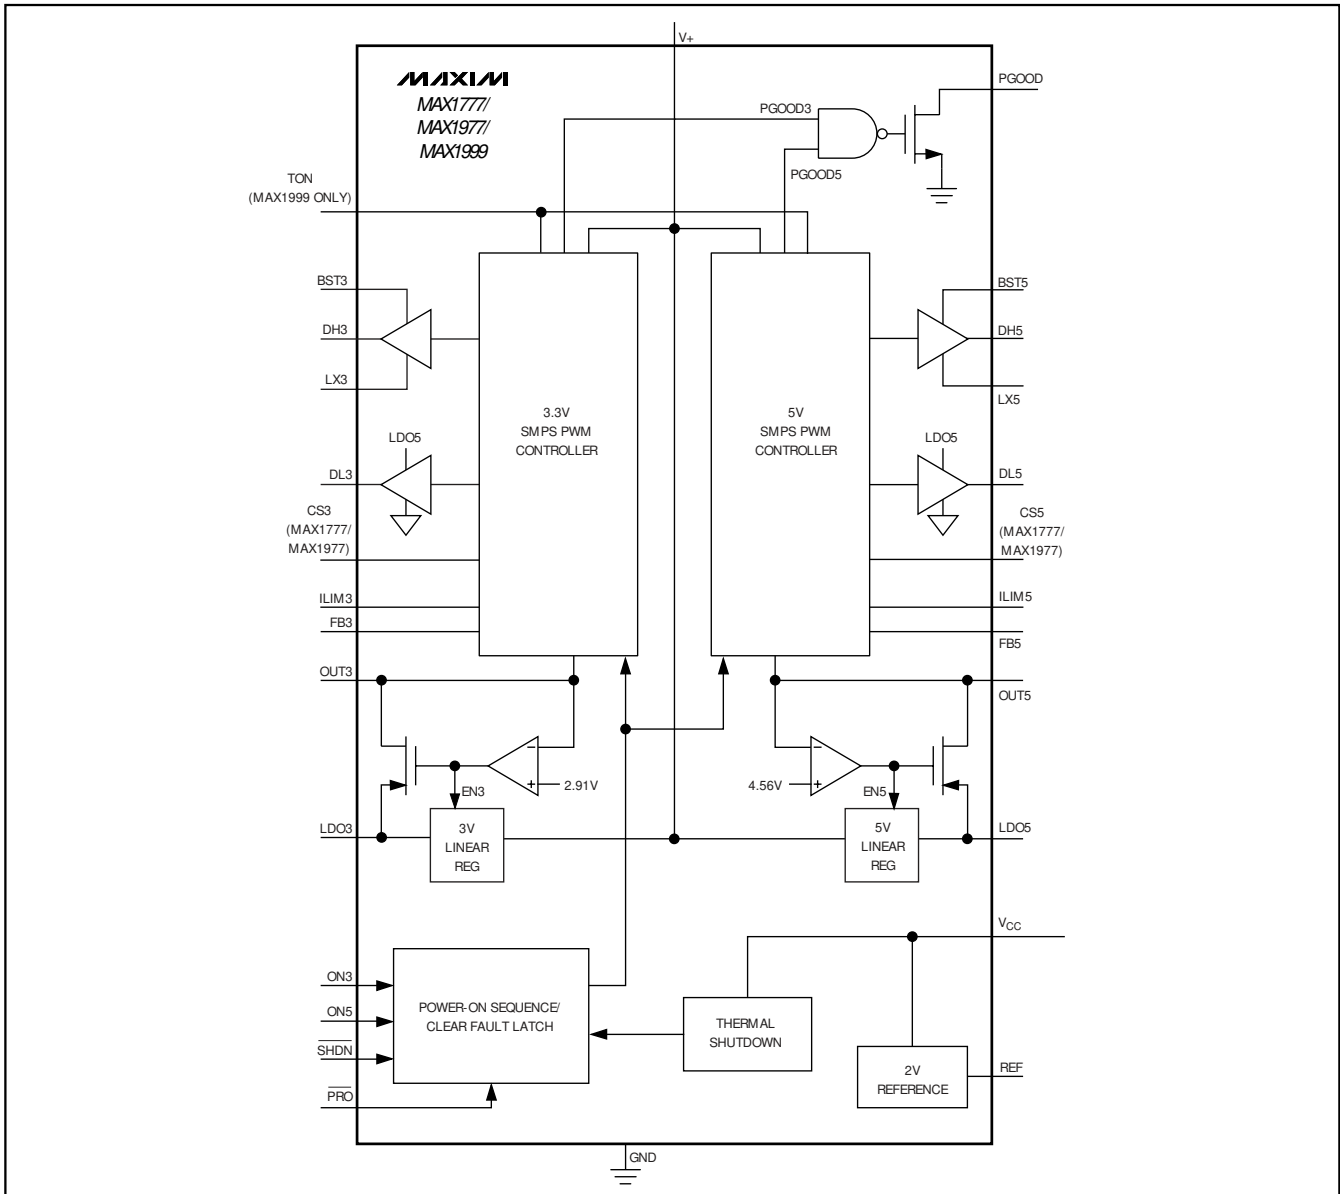 V+
MAXIM
MAX1777/
MAX1977/
MAX1999
PGOOD
PGOOD3
PGOOD5
TON
(MAX1999 ONLY)
BST3
DH3
LX3
LDO5
DL3
CS3
(MAX1777/
MAX1977)
ILIM3
FB3
OUT3
3.3V
SMPS PWM
CONTROLLER
5V
SMPS PWM
CONTROLLER
BST5
DH5
LX5
LDO5
DL5
CS5
(MAX1777/
MAX1977)
ILIM5
FB5
OUT5
−
+
2.91V
EN3
4.56V
−
+
EN5
LDO3
3V
LINEAR
REG
5V
LINEAR
REG
LDO5
VCC
ON3
ON5
SHDN
PRO
POWER-ON SEQUENCE/
CLEAR FAULT LATCH
THERMAL
SHUTDOWN
2V
REFERENCE
REF
GND